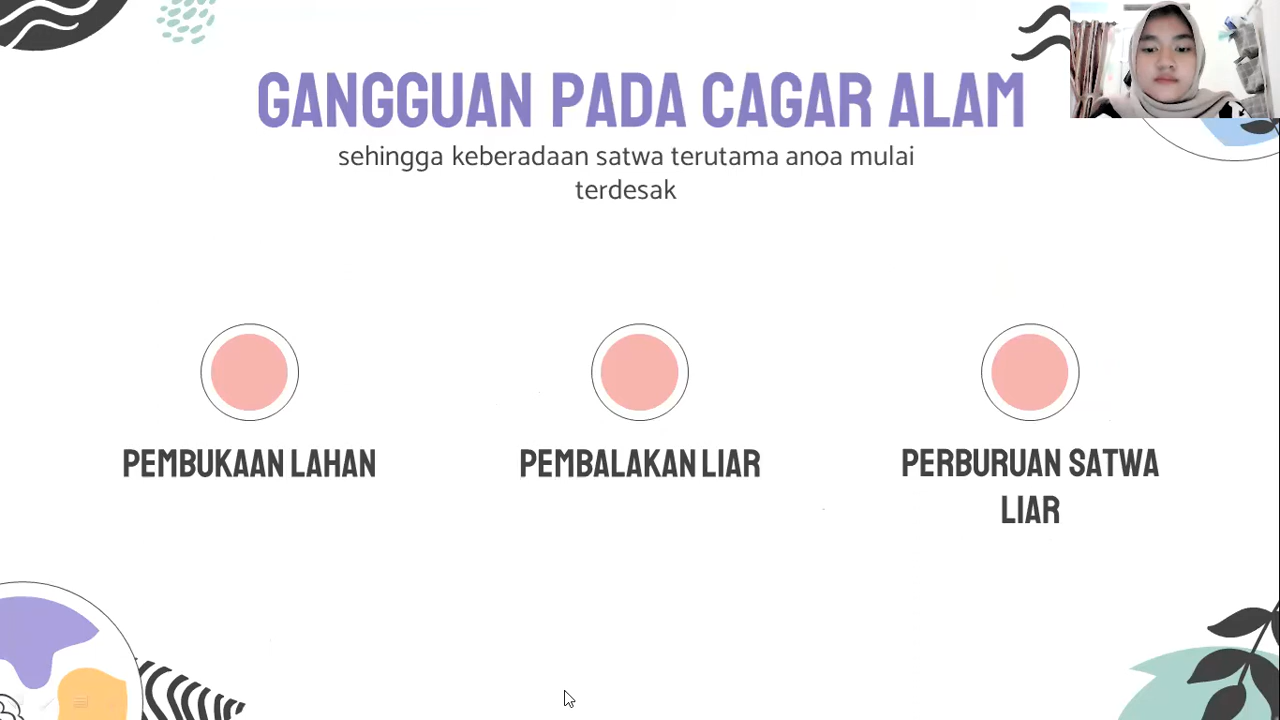 GANGGUAN PADA CAGAR ALAM
sehingga keberadaan satwa terutama anoa mulai
terdesak
PEMBUKAAN LAHAN
PEMBALAKAN LIAR
PERBURUAN SATWA
LIAR